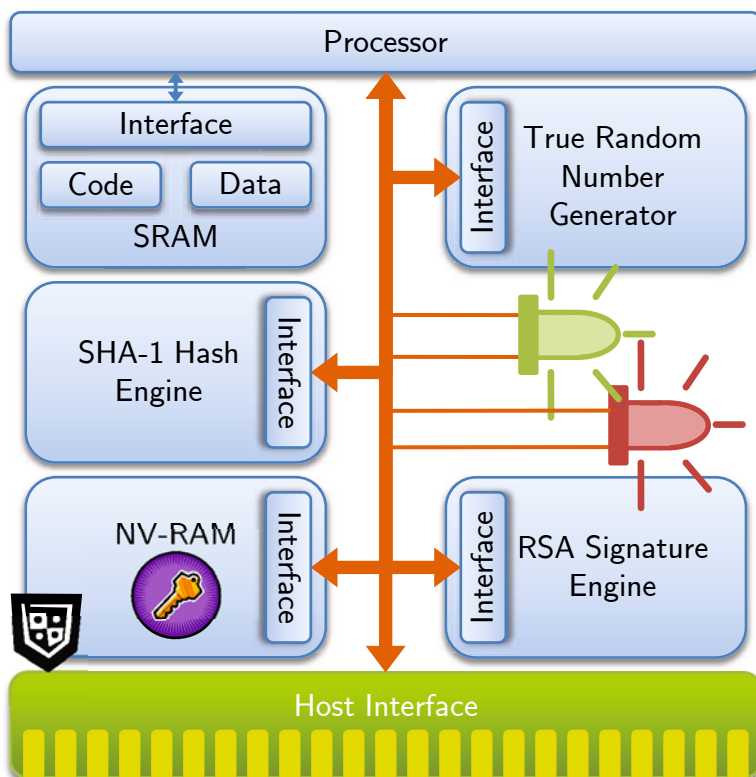 Processor
Interface
Code
Data
SRAM
Interface
True Random
Number
Generator
SHA-1 Hash
Engine
Interface
NV-RAM
Interface
Interface
RSA Signature
Engine
Host Interface